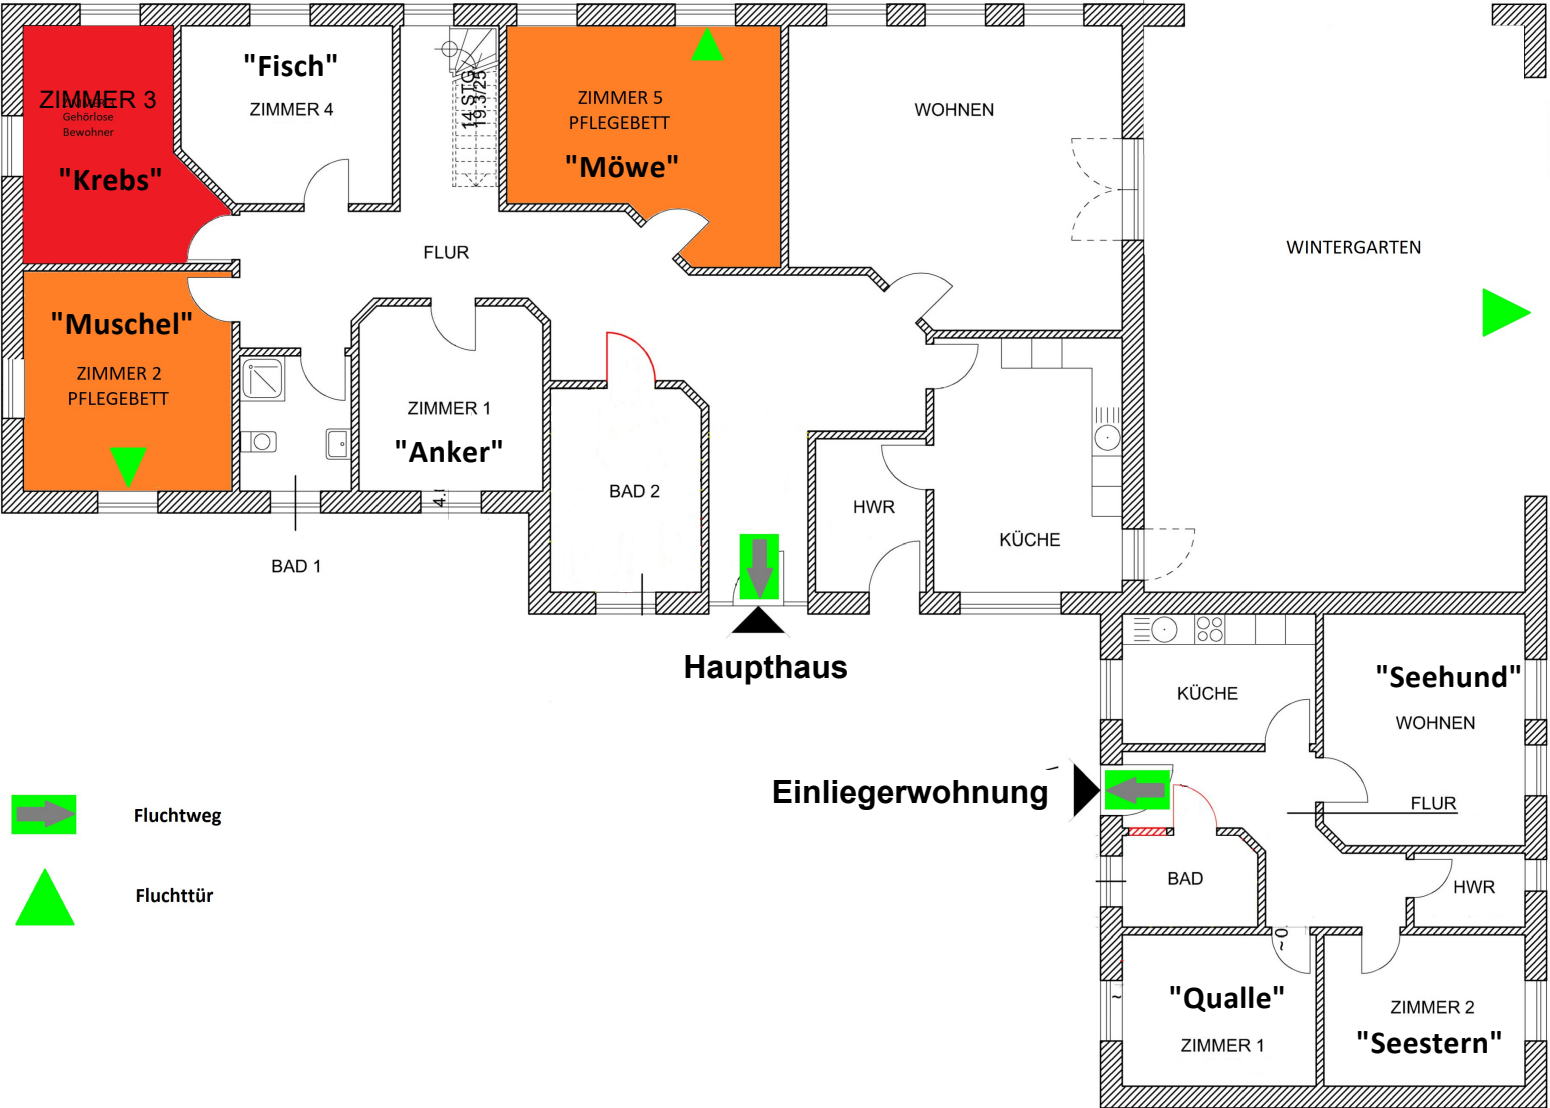 "Fisch"
ZIMMER 4
ZIMMER 3
Gehörlose
Bewohner
"Krebs"
14 STG
19.3/25
ZIMMER 5
PFLEGEBETT
"Möwe"
WOHNEN
WINTERGARTEN
FLUR
"Muschel"
ZIMMER 2
PFLEGEBETT
ZIMMER 1
"Anker"
4.
BAD 1
BAD 2
HWR
KÜCHE
Haupthaus
KÜCHE
"Seehund"
WOHNEN
Einliegerwohnung
FLUR
BAD
HWR
~0
~
"Qualle"
ZIMMER 1
ZIMMER 2
"Seestern"
Fluchtweg
Fluchttür